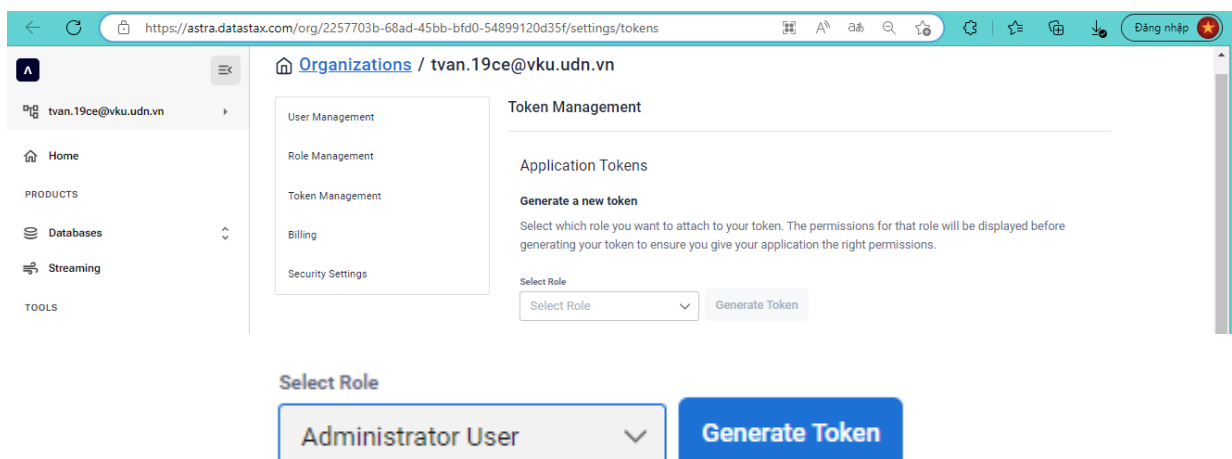 https://astra.datastax.com/org/2257703b-68ad-45bb-bfd0-54899120d35f/settings/tokens
Đăng nhập
Organizations / tvan.19ce@vku.udn.vn
tvan.19ce@vku.udn.vn
Home
PRODUCTS
Databases
Streaming
TOOLS
User Management
Role Management
Token Management
Billing
Security Settings
Token Management
Application Tokens
Generate a new token
Select which role you want to attach to your token. The permissions for that role will be displayed before
generating your token to ensure you give your application the right permissions.
Select Role
Select Role
Generate Token
Select Role
Administrator User
Generate Token